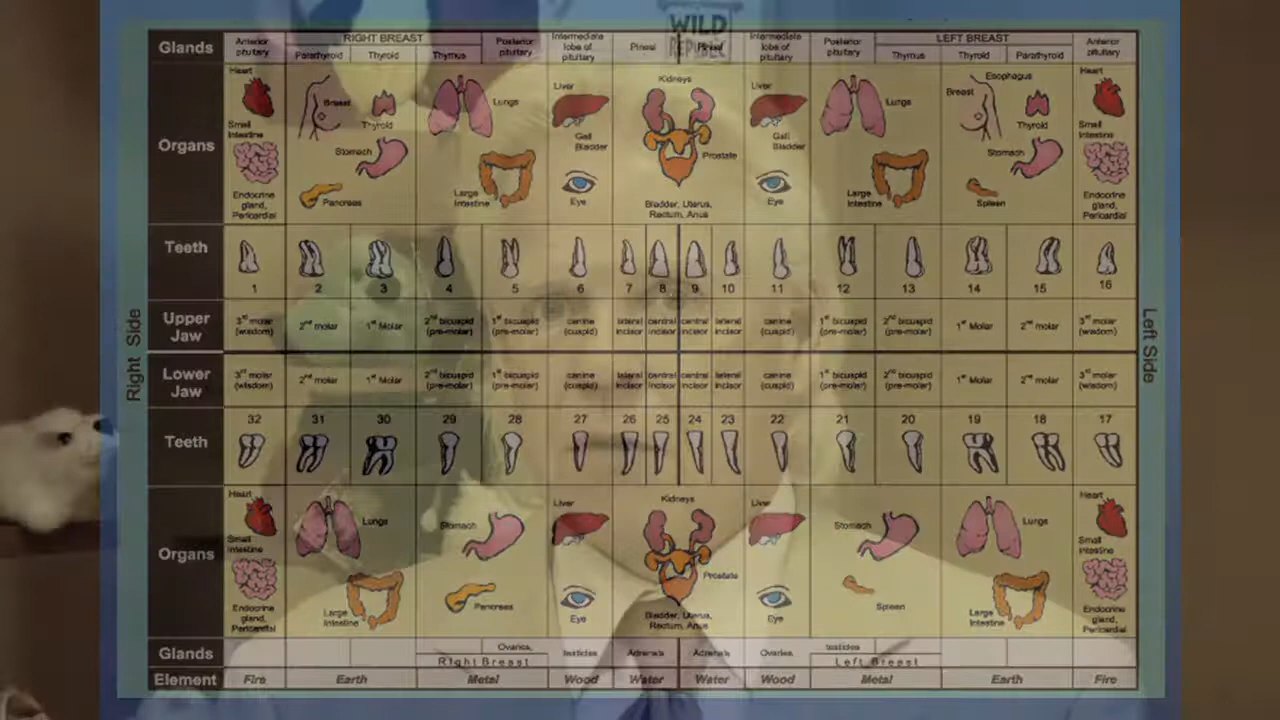 WILD
REPUBLIC
Glands
Anterior pituitary
RIGHT BREAST
Parathyroid
Thyroid
Thymus
Posterior pituitary
Intermediate lobe of pituitary
Pineal
Pineal
Intermediate lobe of pituitary
Posterior pituitary
LEFT BREAST
Thymus
Thyroid
Parathyroid
Anterior pituitary
Organs
Heart
Small Intestine
Endocrine gland, Pericardial
Breast
Thyroid
Stomach
Pancreas
Lungs
Large Intestine
Liver
Gall Bladder
Eye
Kidneys
Prostate
Bladder, Uterus, Rectum, Anus
Liver
Gall Bladder
Eye
Lungs
Large Intestine
Esophagus
Breast
Thyroid
Stomach
Spleen
Heart
Small Intestine
Endocrine gland, Pericardial
Teeth
1 2 3 4 5 6 7 8 9 10 11 12 13 14 15 16
Right Side
Left Side
Upper Jaw
3rd molar (wisdom)
2nd molar
1st Molar
2nd bicuspid (pre-molar)
1st bicuspid (pre-molar)
canine (cuspid)
lateral incisor
central incisor
central incisor
lateral incisor
canine (cuspid)
1st bicuspid (pre-molar)
2nd bicuspid (pre-molar)
1st Molar
2nd molar
3rd molar (wisdom)
Lower Jaw
3rd molar (wisdom)
2nd molar
1st Molar
2nd bicuspid (pre-molar)
1st bicuspid (pre-molar)
canine (cuspid)
lateral incisor
central incisor
central incisor
lateral incisor
canine (cuspid)
1st bicuspid (pre-molar)
2nd bicuspid (pre-molar)
1st Molar
2nd molar
3rd molar (wisdom)
Teeth
32 31 30 29 28 27 26 25 24 23 22 21 20 19 18 17
Organs
Heart
Small Intestine
Endocrine gland, Pericardial
Lungs
Large Intestine
Stomach
Pancreas
Liver
Eye
Kidneys
Prostate
Bladder, Uterus, Rectum, Anus
Liver
Eye
Stomach
Spleen
Lungs
Large Intestine
Heart
Small Intestine
Endocrine gland, Pericardial
Glands
Ovaries,
testicles
Adrenals
Adrenals
Ovaries,
testicles
Right Breast
Left Breast
Element
Fire Earth Metal Wood Water Water Wood Metal Earth Fire